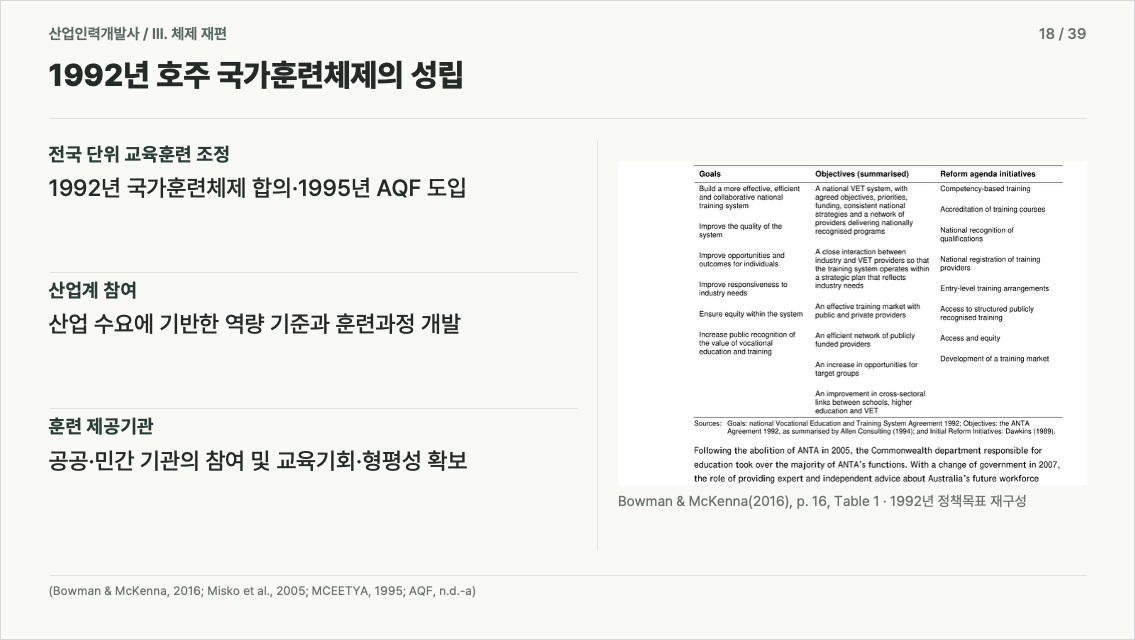 산업인력개발사 / III. 체제 재편
18 / 39
1992년 호주 국가훈련체제의 성립
전국 단위 교육훈련 조정
1992년 국가훈련체제 합의·1995년 AQF 도입
산업계 참여
산업 수요에 기반한 역량 기준과 훈련과정 개발
훈련 제공기관
공공·민간 기관의 참여 및 교육기회·형평성 확보
Goals
Build a more effective, efficient
and collaborative national
training system
Improve the quality of the
system
Improve opportunities and
outcomes for individuals
Improve responsiveness to
industry needs
Ensure equity within the system
Increase public recognition of
the value of vocational
education and training
Objectives (summarised)
A national VET system, with
agreed objectives, priorities,
funding, consistent national
strategies and a network of
providers delivering nationally
recognised programs
A close interaction between
industry and VET providers so that
the training system operates within
a strategic plan that reflects
industry needs
An effective training market with
public and private providers
An efficient network of publicly
funded providers
An increase in opportunities for
target groups
An improvement in cross-sectoral
links between schools, higher
education and VET
Reform agenda initiatives
Competency-based training
Accreditation of training courses
National recognition of
qualifications
National registration of training
providers
Entry-level training arrangements
Access to structured publicly
recognised training
Access and equity
Development of a training market
Sources: Goals: national Vocational Education and Training System Agreement 1992; Objectives: the ANTA
Agreement 1992, as summarised by Allen Consulting (1994); and Initial Reform Initiatives: Dawkins (1989).
Following the abolition of ANTA in 2005, the Commonwealth department responsible for
education took over the majority of ANTA's functions. With a change of government in 2007,
the role of providing expert and independent advice about Australia's future workforce
Bowman & McKenna(2016), p. 16, Table 1 · 1992년 정책목표 재구성
(Bowman & McKenna, 2016; Misko et al., 2005; MCEETYA, 1995; AQF, n.d.-a)